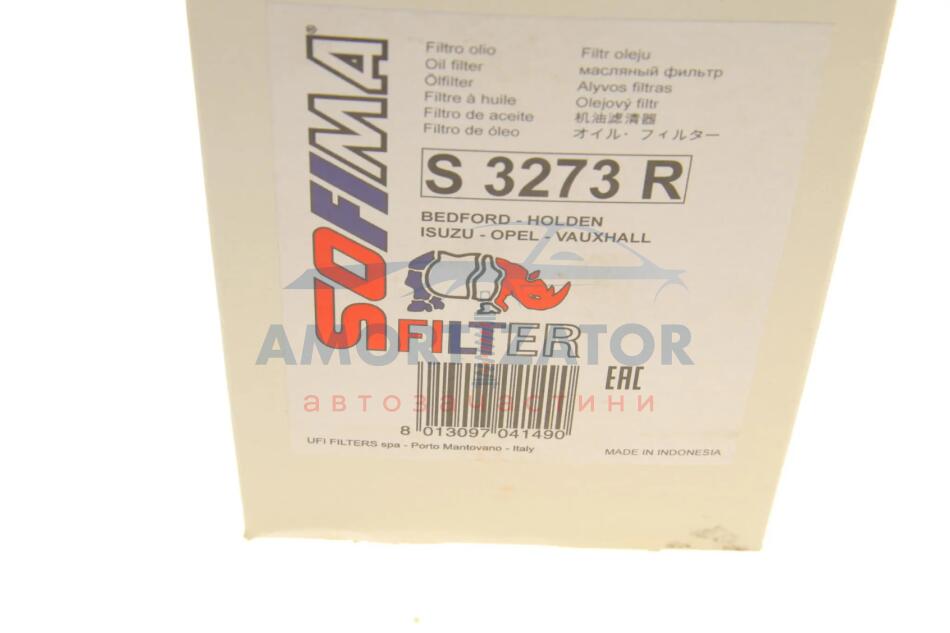 SOFIMA®
Filtro olio
Oil filter
Ölfilter
Filtre à huile
Filtro de aceite
Filtro de óleo
Filtr oleju
масляный фильтр
Alyvos filtras
Olejový filtr
机油滤清器
オイル・フィルター
S 3273 R
BEDFORD - HOLDEN
ISUZU - OPEL - VAUXHALL
FILTER
AMORTIZATOR
автозапчастини
EAC
8 013097 041490
UFI FILTERS spa - Porto Mantovano - Italy
MADE IN INDONESIA